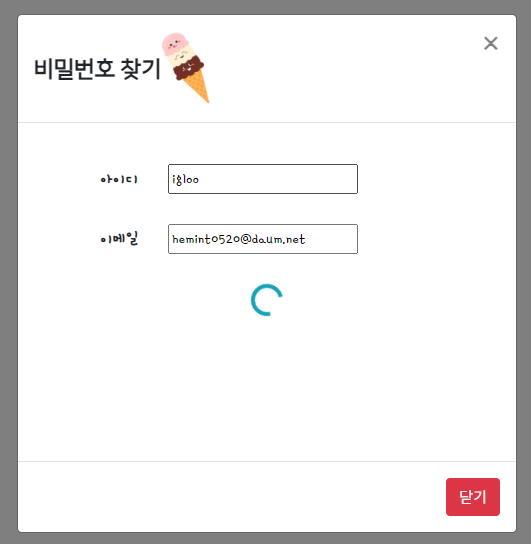 비밀번호 찾기
×
아이디 igloo
이메일 hemint0520@daum.net
닫기